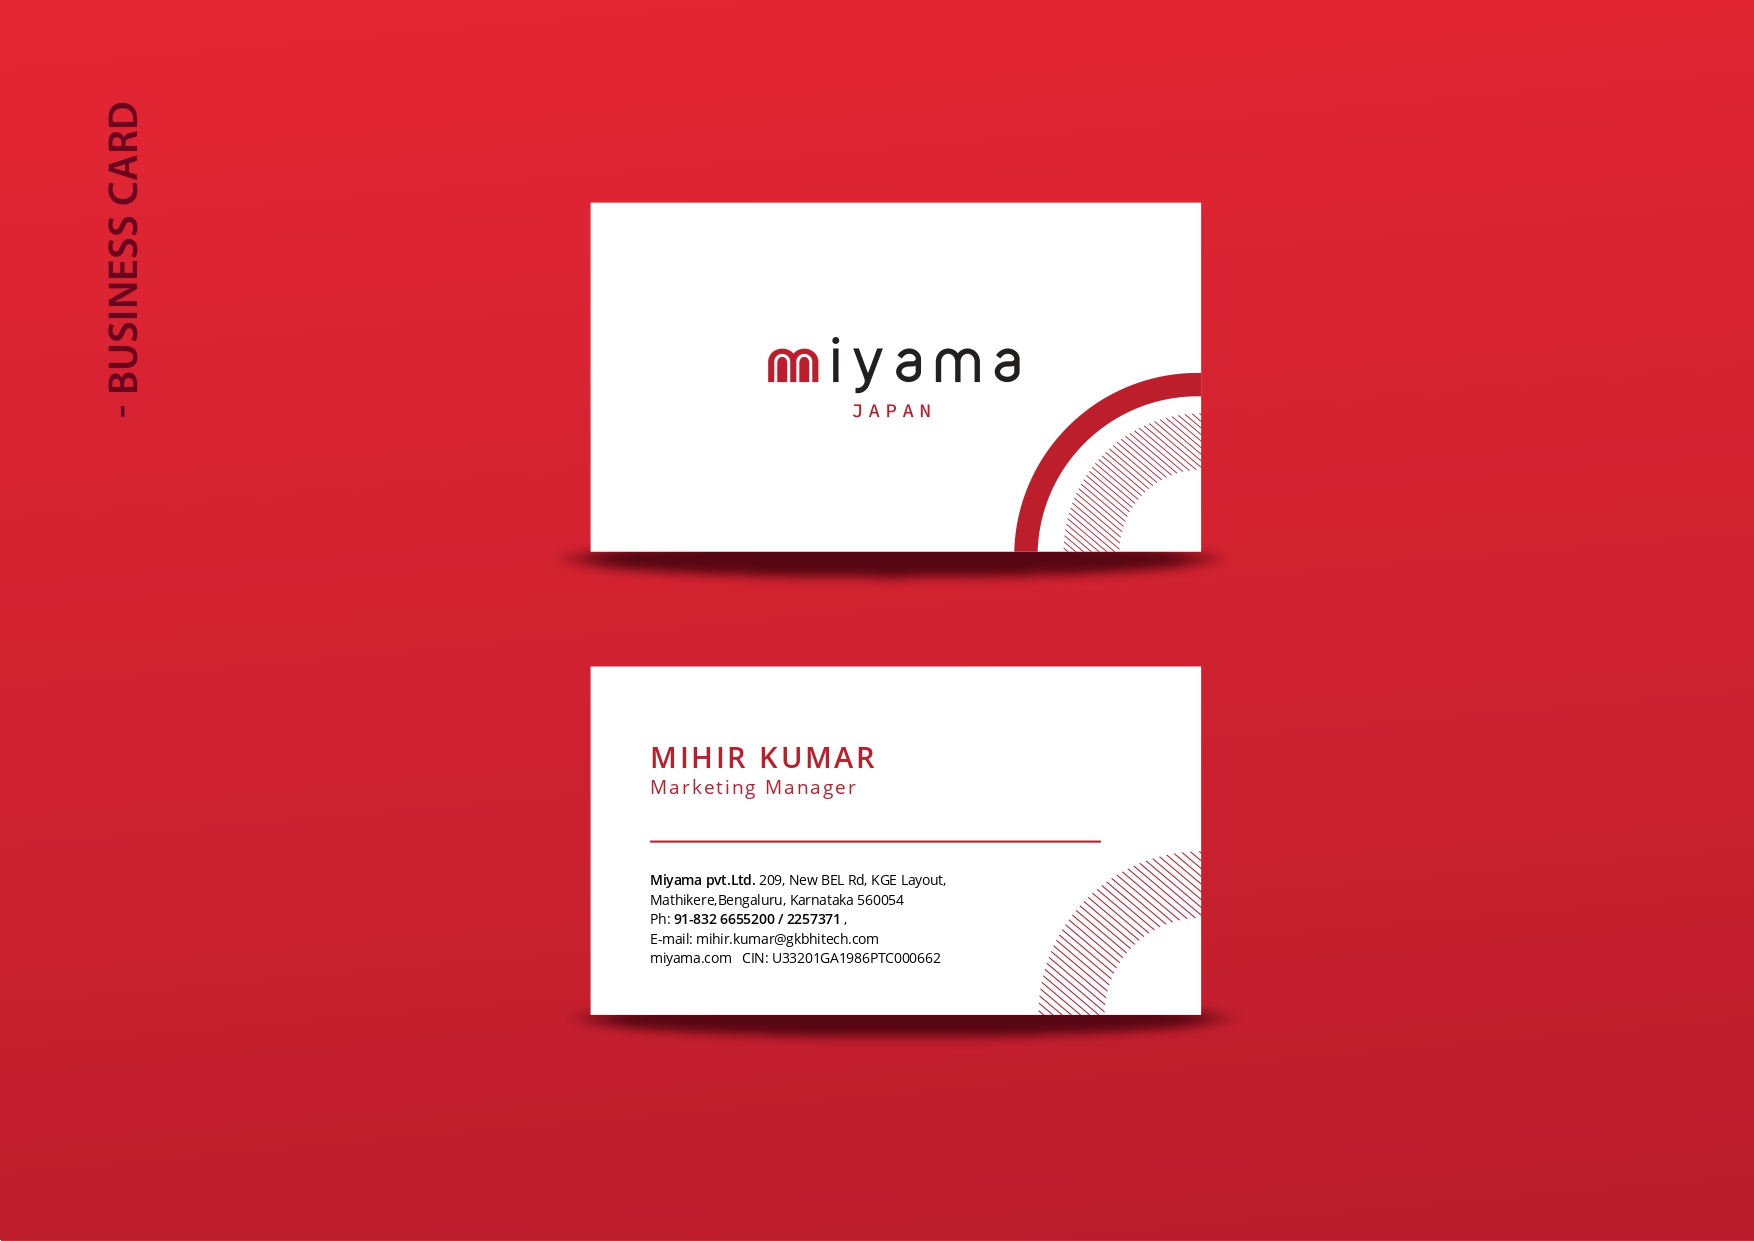 - BUSINESS CARD
miyama
JAPAN
MIHIR KUMAR
Marketing Manager
Miyama pvt.Ltd. 209, New BEL Rd, KGE Layout,
Mathikere,Bengaluru, Karnataka 560054
Ph: 91-832 6655200 / 2257371 ,
E-mail: mihir.kumar@gkbhitech.com
miyama.com CIN: U33201GA1986PTC000662